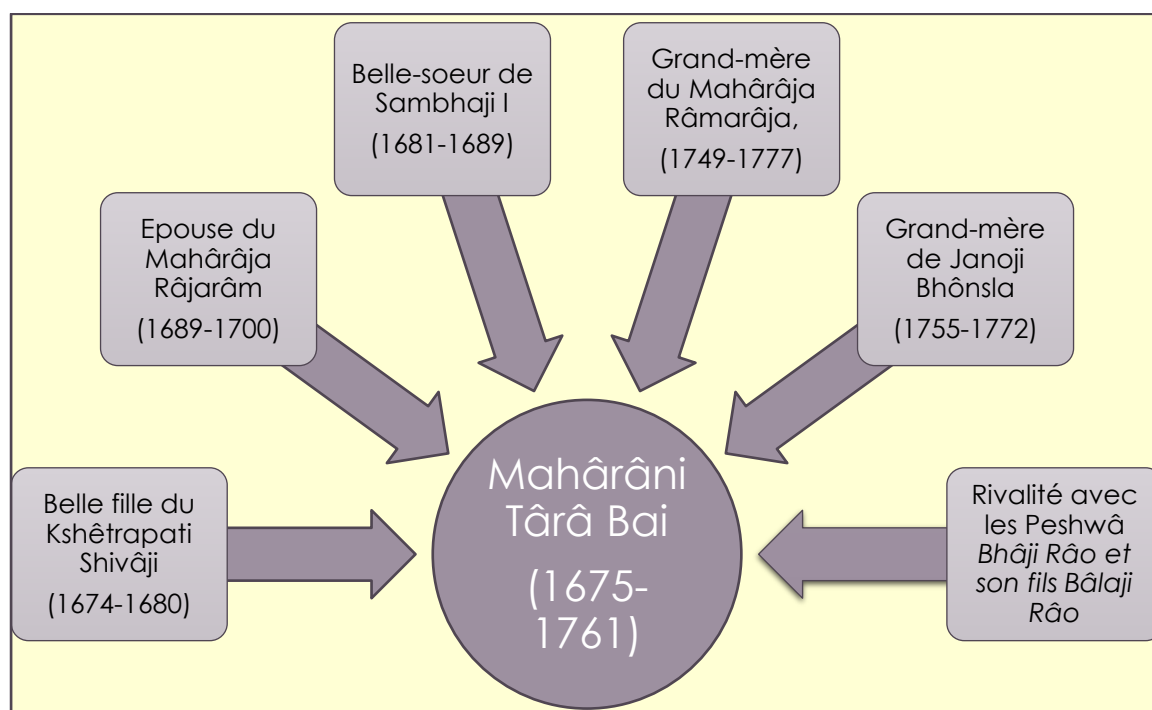 Belle-soeur de
Sambhaji I
(1681-1689)
Grand-mère
du Mahârâja
Râmarâja,
(1749-1777)
Epouse du
Mahârâja
Râjarâm
(1689-1700)
Grand-mère
de Janoji
Bhônsla
(1755-1772)
Belle fille du
Kshêtrapati
Shivâji
(1674-1680)
Mahârâni
Târâ Bai
(1675-
1761)
Rivalité avec
les Peshwâ
Bhâji Râo et
son fils Bâlaji
Râo